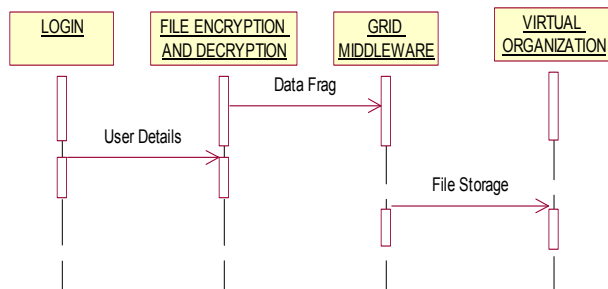 LOGIN
FILE ENCRYPTION
AND DECRYPTION
GRID
MIDDLEWARE
VIRTUAL
ORGANIZATION
Data Frag
User Details
File Storage